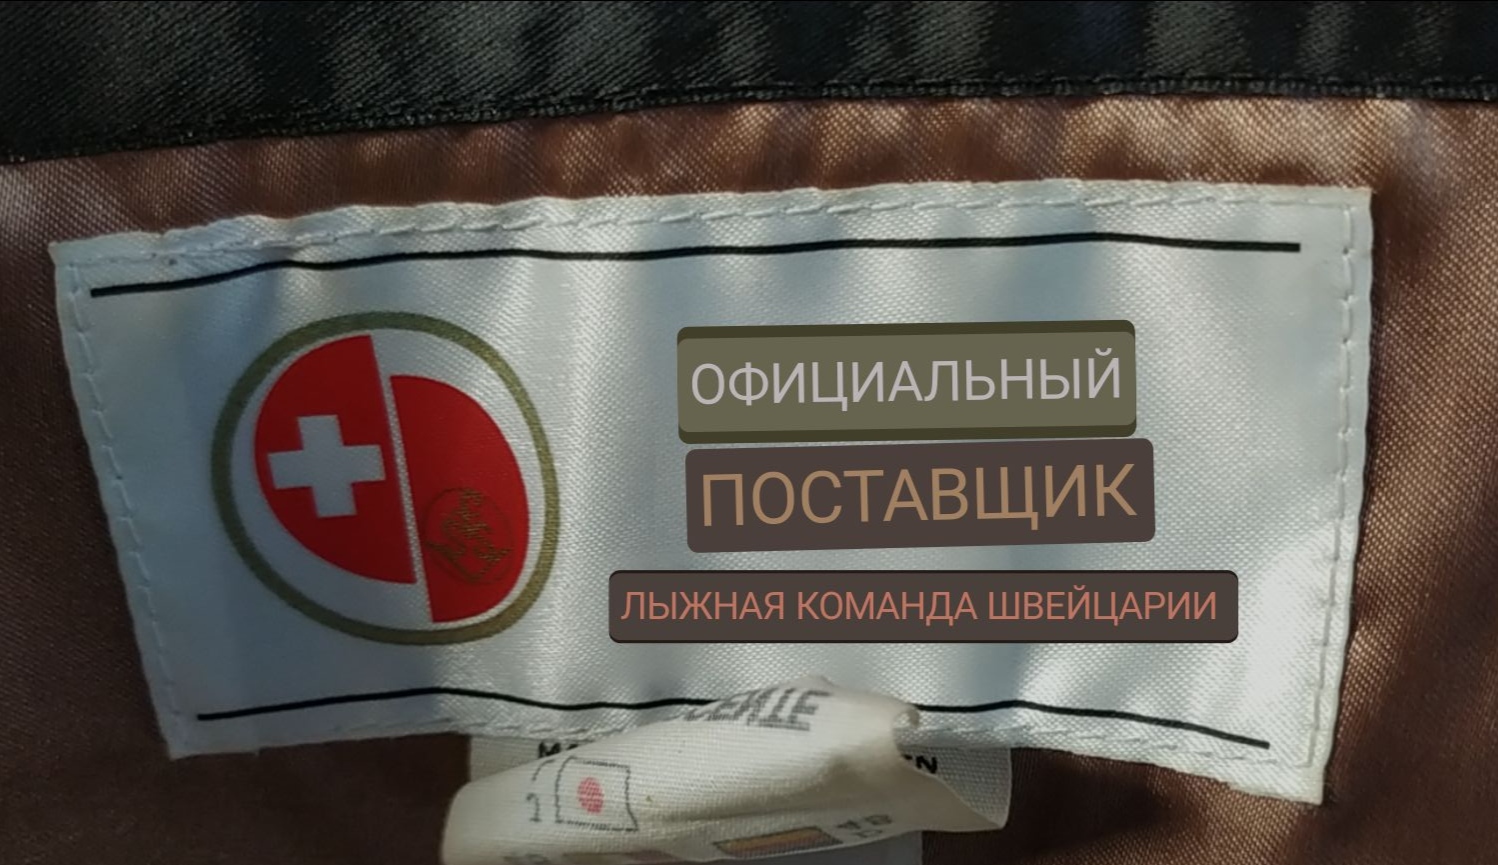 ОФИЦИАЛЬНЫЙ
ПОСТАВЩИК
ЛЫЖНАЯ КОМАНДА ШВЕЙЦАРИИ